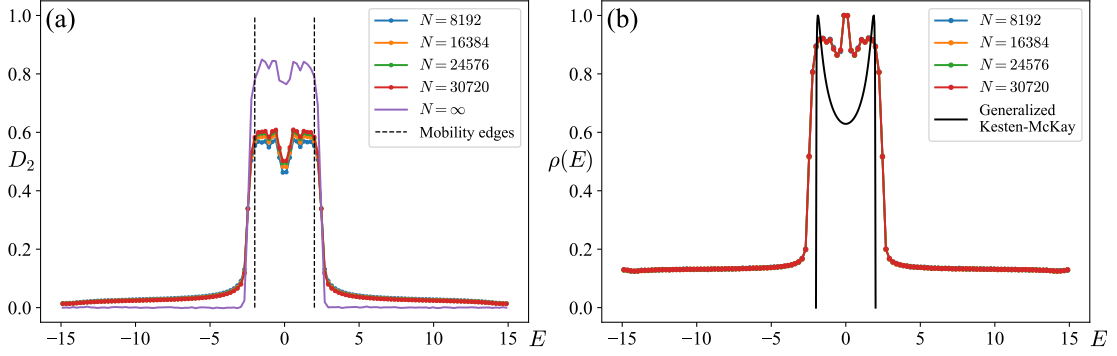 (a)
1.0
0.8
0.6
D₂
0.4
0.2
0.0
−15
−10
−5
0
5
10
15
E
N = 8192
N = 16384
N = 24576
N = 30720
N = ∞
Mobility edges
(b)
1.0
0.8
0.6
ρ(E)
0.4
0.2
0.0
−15
−10
−5
0
5
10
15
E
N = 8192
N = 16384
N = 24576
N = 30720
Generalized
Kesten-McKay